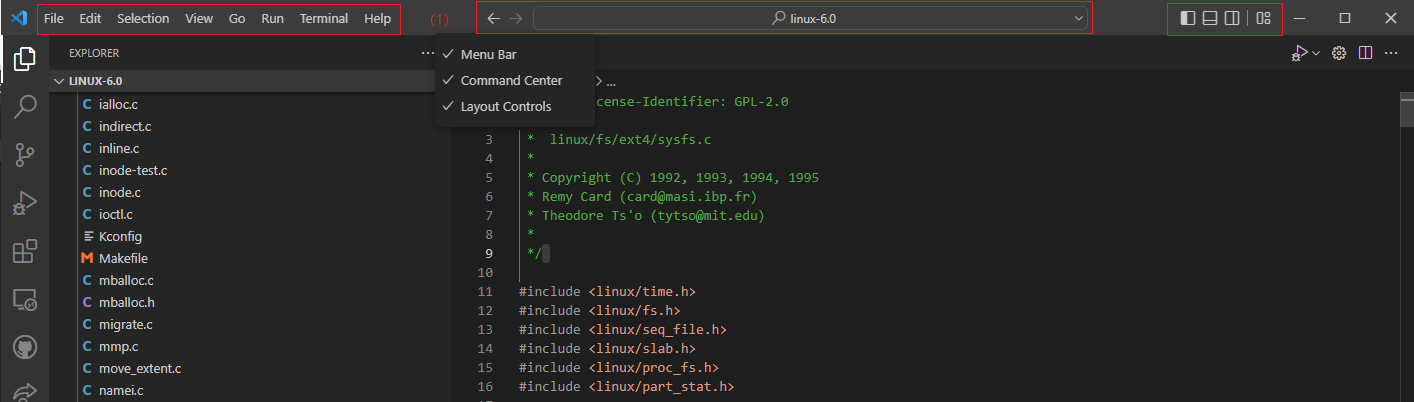 File Edit Selection View Go Run Terminal Help (1) linux-6.0
EXPLORER ...
Menu Bar
Command Center
Layout Controls
LINUX-6.0
ialloc.c
indirect.c
inline.c
inode-test.c
inode.c
ioctl.c
Kconfig
Makefile
mballoc.c
mballoc.h
migrate.c
mmp.c
move_extent.c
namei.c
> ...
cense-Identifier: GPL-2.0
3 * linux/fs/ext4/sysfs.c
4 *
5 * Copyright (C) 1992, 1993, 1994, 1995
6 * Remy Card (card@masi.ibp.fr)
7 * Theodore Ts'o (tytso@mit.edu)
8 *
9 */
10
11 #include <linux/time.h>
12 #include <linux/fs.h>
13 #include <linux/seq_file.h>
14 #include <linux/slab.h>
15 #include <linux/proc_fs.h>
16 #include <linux/part_stat.h>